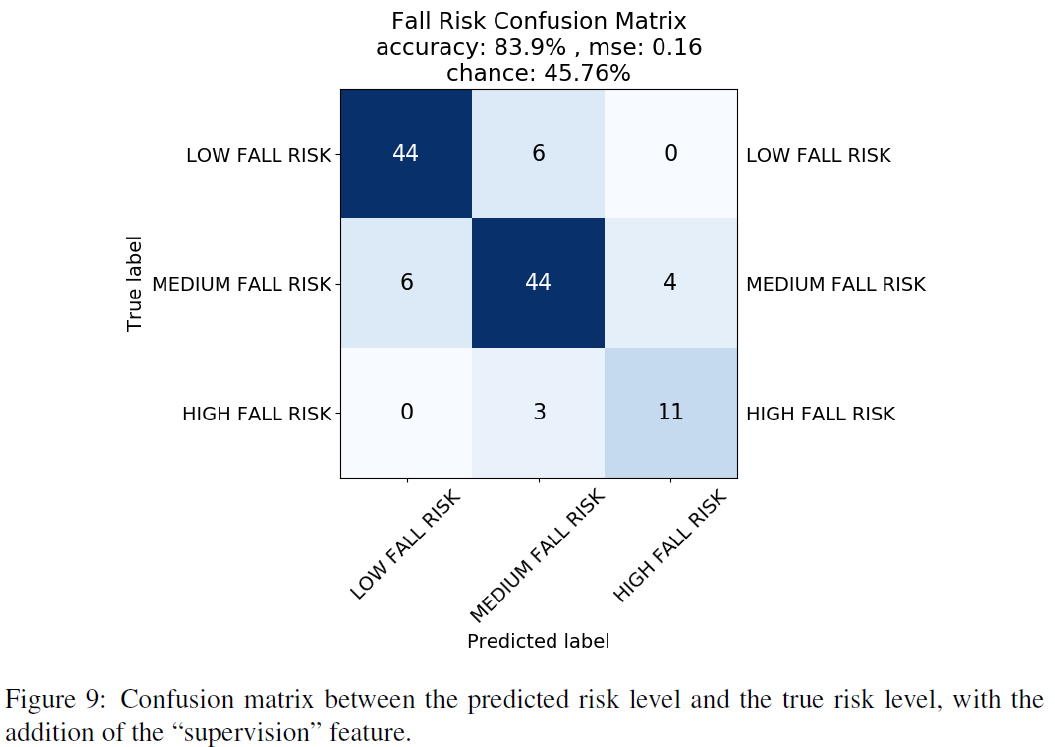 Fall Risk Confusion Matrix
accuracy: 83.9% , mse: 0.16
chance: 45.76%
LOW FALL RISK 44 6 0 LOW FALL RISK
True label
MEDIUM FALL RISK 6 44 4 MEDIUM FALL RISK
HIGH FALL RISK 0 3 11 HIGH FALL RISK
LOW FALL RISK
MEDIUM FALL RISK
HIGH FALL RISK
Predicted label
Figure 9: Confusion matrix between the predicted risk level and the true risk level, with the
addition of the “supervision” feature.